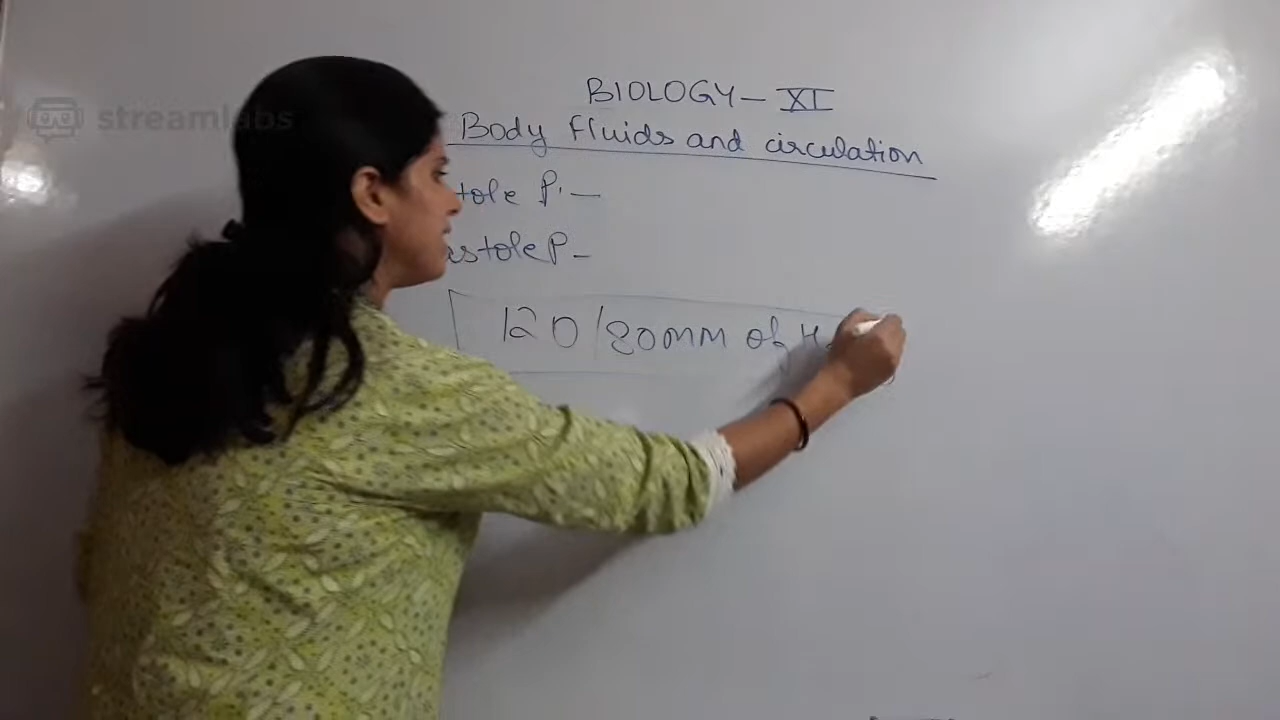 streamlabs
BIOLOGY - XI
Body fluids and circulation
tole P: -
stole P -
120/80mm of H